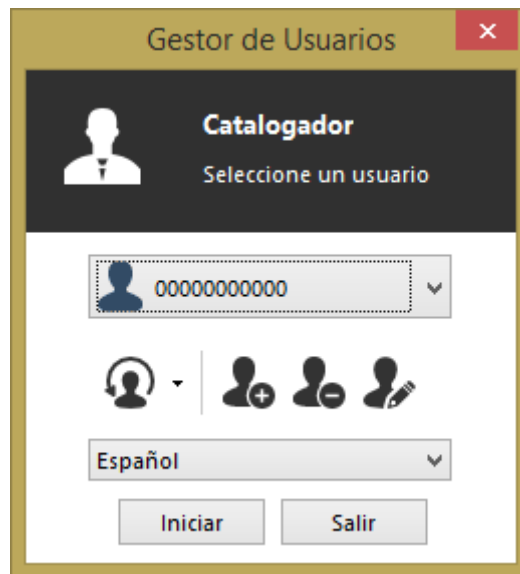 Gestor de Usuarios
Catalogador
Seleccione un usuario
00000000000
Español
Iniciar
Salir